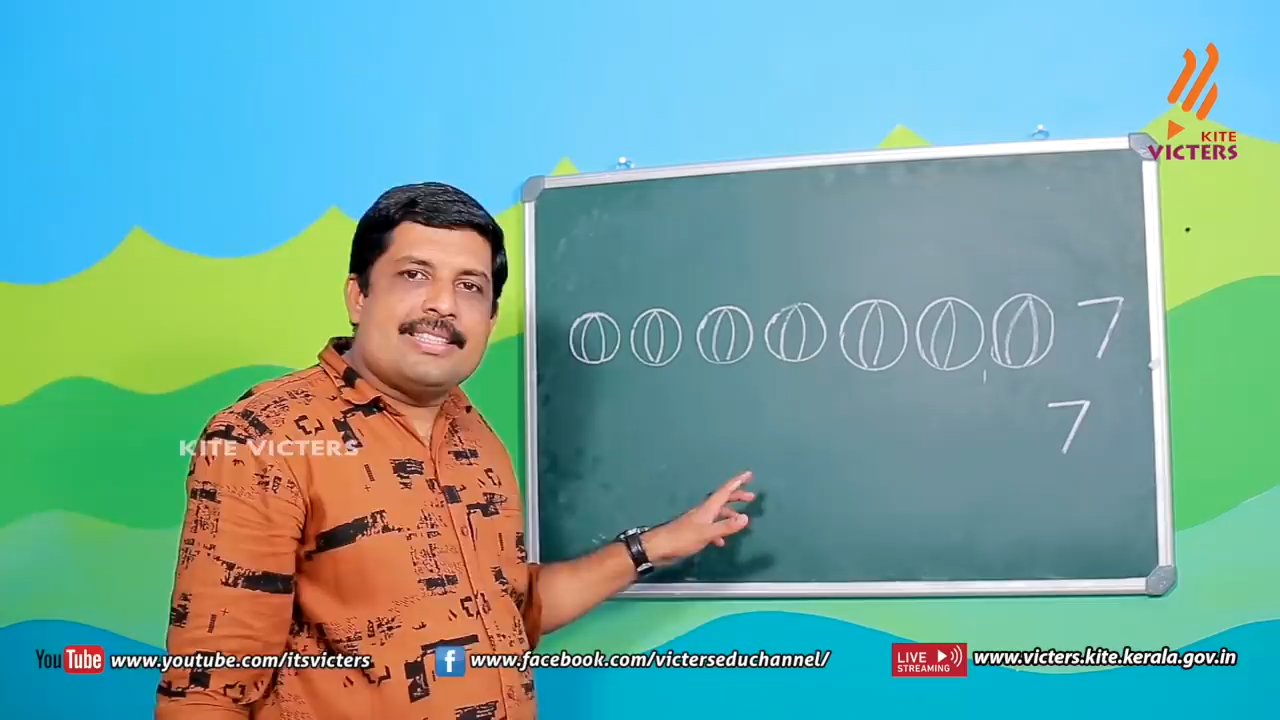 KITE
VICTERS
7
7
KITE VICTERS
YouTube www.youtube.com/itsvicters
f www.facebook.com/victerseduchannel/
LIVE
STREAMING
www.victers.kite.kerala.gov.in